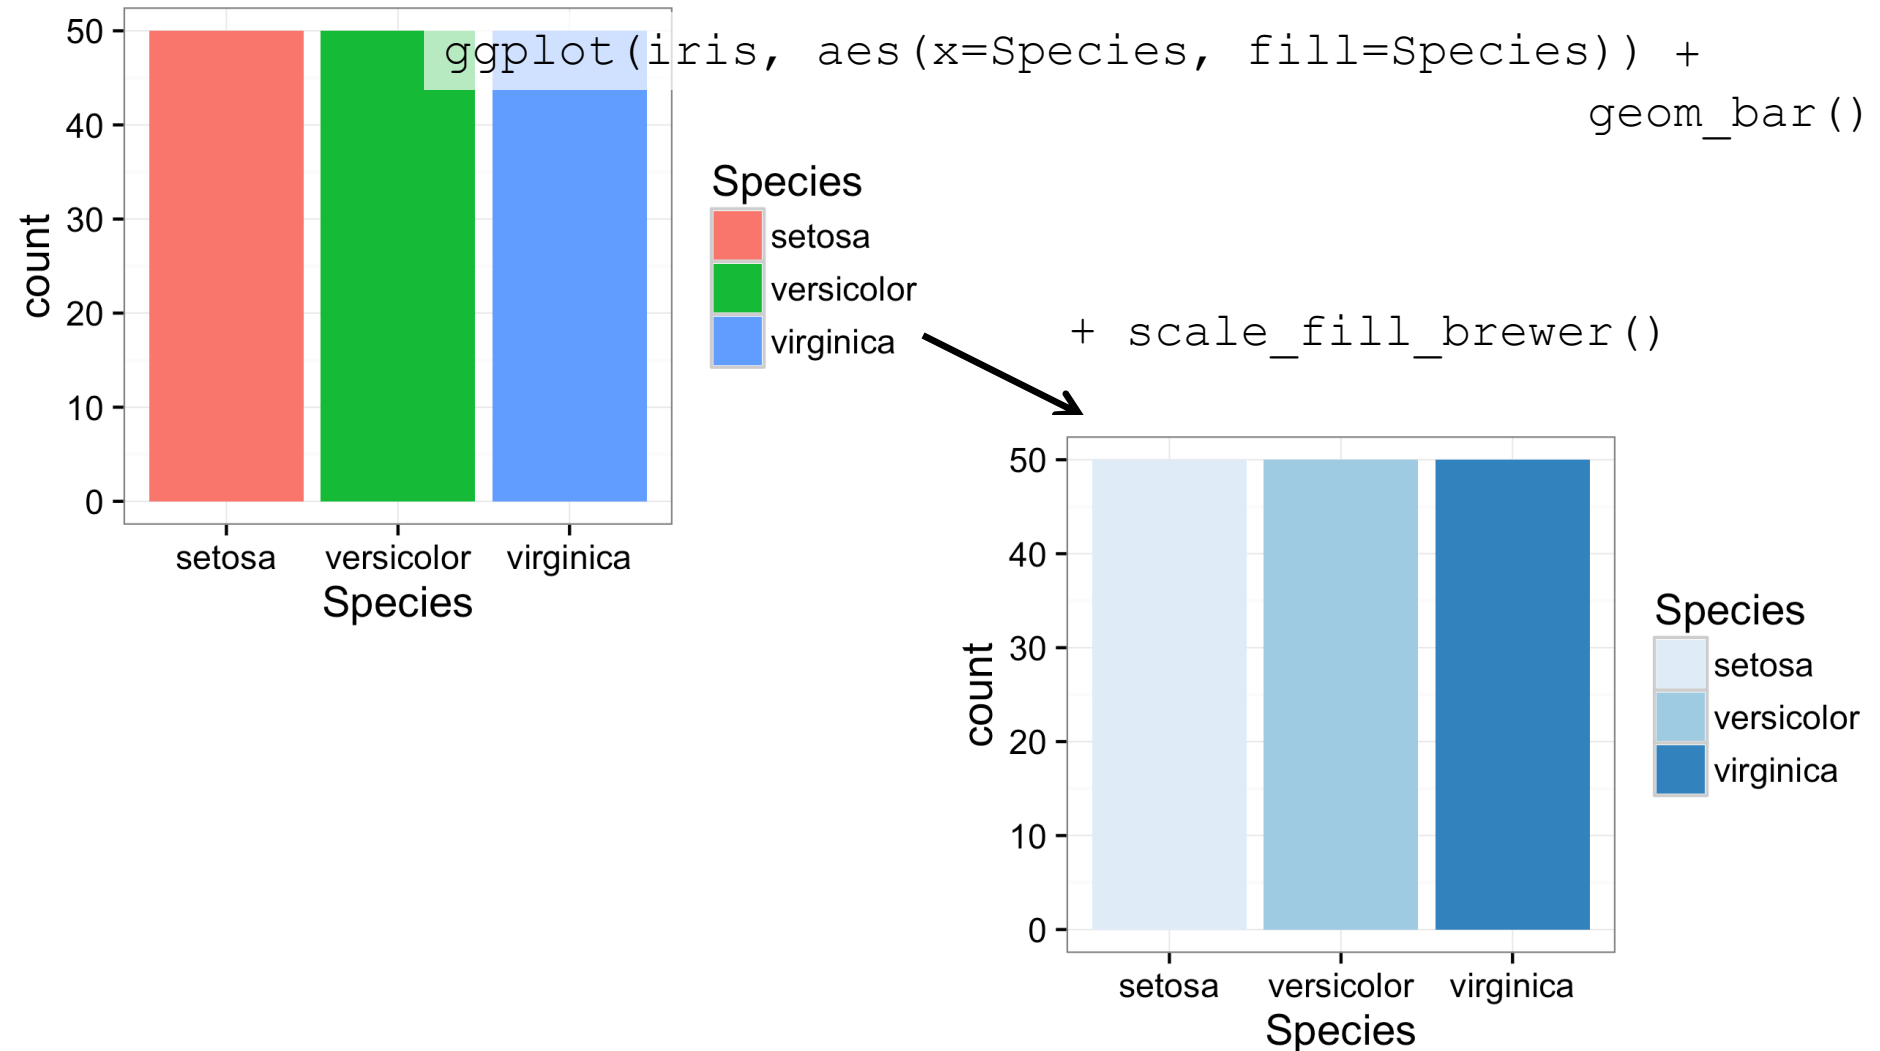 ggplot(iris, aes(x=Species, fill=Species)) +
geom_bar()
50
40
30
20
10
0
count
setosa versicolor virginica
Species
Species
setosa
versicolor
virginica
+ scale_fill_brewer()
50
40
30
20
10
0
count
setosa versicolor virginica
Species
Species
setosa
versicolor
virginica